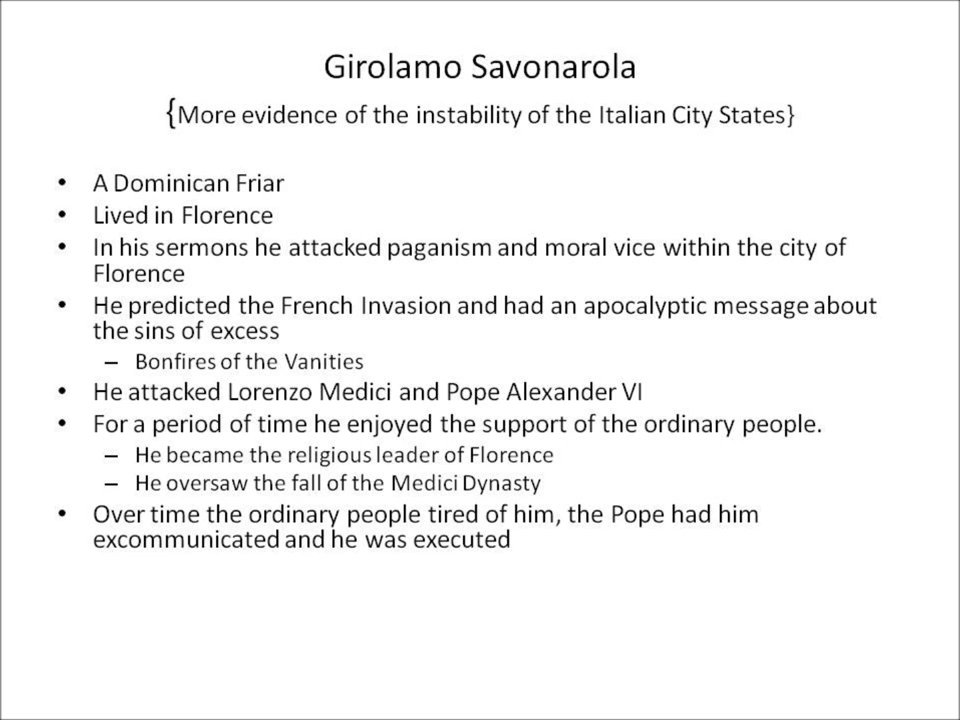 Girolamo Savonarola
{More evidence of the instability of the Italian City States}
• A Dominican Friar
• Lived in Florence
• In his sermons he attacked paganism and moral vice within the city of
Florence
• He predicted the French Invasion and had an apocalyptic message about
the sins of excess
– Bonfires of the Vanities
• He attacked Lorenzo Medici and Pope Alexander VI
• For a period of time he enjoyed the support of the ordinary people.
– He became the religious leader of Florence
– He oversaw the fall of the Medici Dynasty
• Over time the ordinary people tired of him, the Pope had him
excommunicated and he was executed